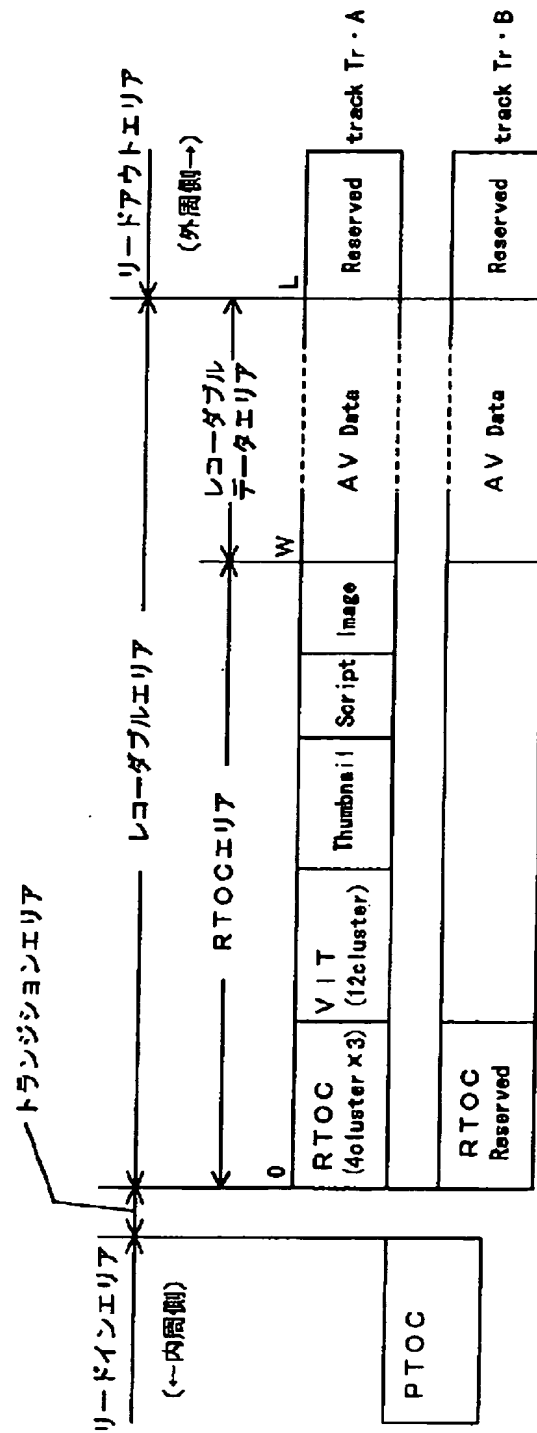 トランジションエリア
リードインエリア
(←内周側)
レコーダブルエリア
リードアウトエリア
(外周側→)
RTOCエリア
レコーダブル
データエリア
0
W
L
PTOC
RTOC
(4cluster×3)
VIT
(12cluster)
Thumbnail
Script
Image
AV Data
Reserved
track Tr・A
RTOC
Reserved
AV Data
Reserved
track Tr・B